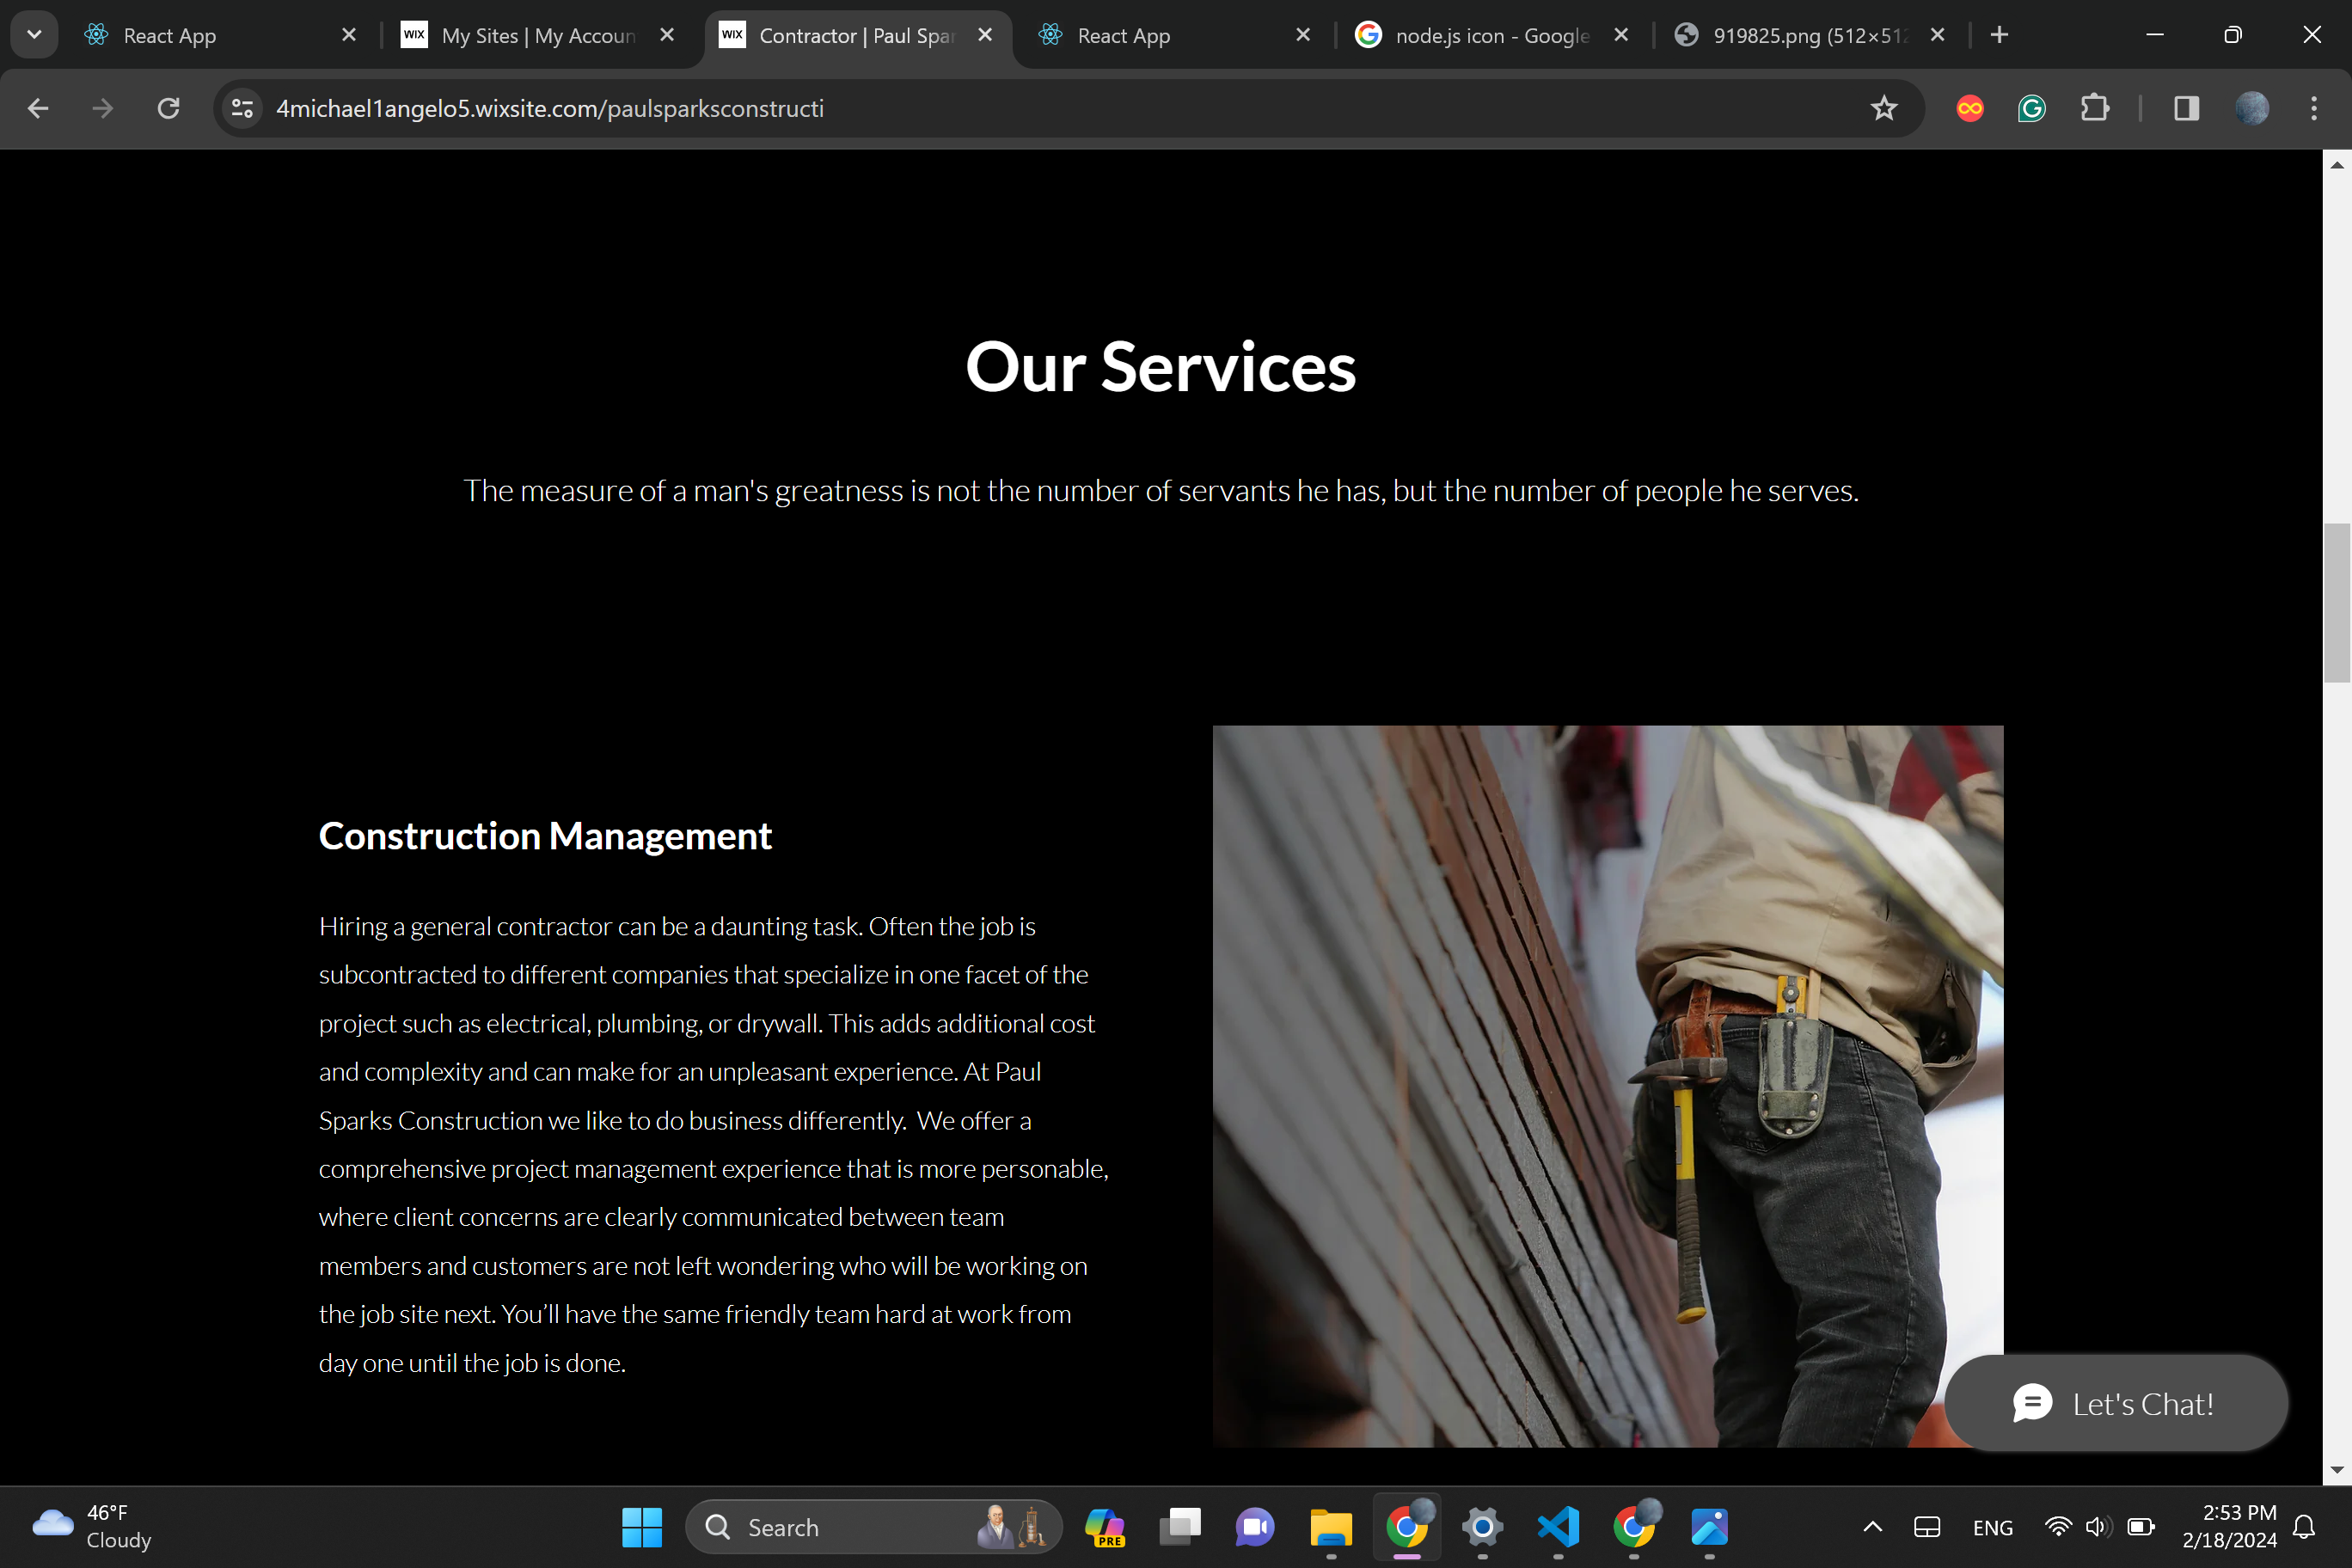 React App
WIX
My Sites | My Accoun
WIX
Contractor | Paul Spar
React App
node.js icon - Google
919825.png (512×512
4michael1angelo5.wixsite.com/paulsparksconstructi
Our Services
The measure of a man's greatness is not the number of servants he has, but the number of people he serves.
Construction Management
Hiring a general contractor can be a daunting task. Often the job is
subcontracted to different companies that specialize in one facet of the
project such as electrical, plumbing, or drywall. This adds additional cost
and complexity and can make for an unpleasant experience. At Paul
Sparks Construction we like to do business differently.  We offer a
comprehensive project management experience that is more personable,
where client concerns are clearly communicated between team
members and customers are not left wondering who will be working on
the job site next. You’ll have the same friendly team hard at work from
day one until the job is done.
Let's Chat!
46°F
Cloudy
Search
PRE
ENG
2:53 PM
2/18/2024